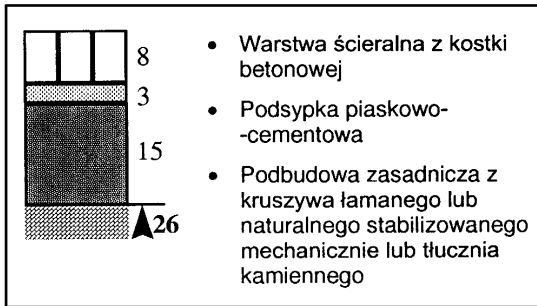 8
3
15
26
• Warstwa ścieralna z kostki
betonowej
• Podsypka piaskowo-
-cementowa
• Podbudowa zasadnicza z
kruszywa łamanego lub
naturalnego stabilizowanego
mechanicznie lub tłucznia
kamiennego